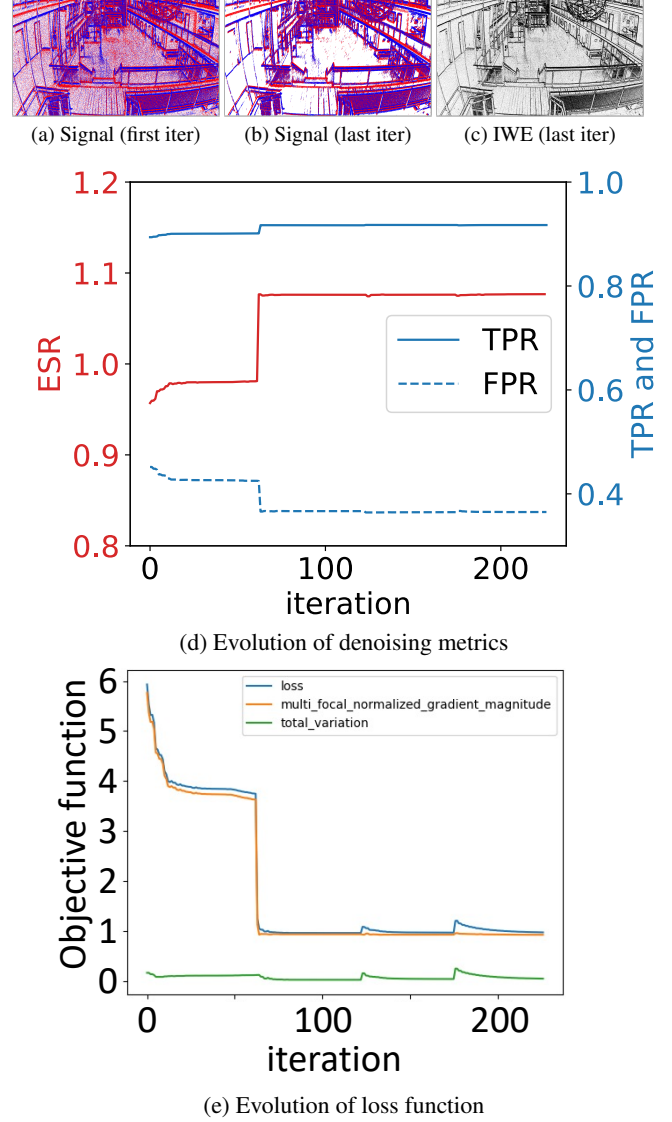 (a) Signal (first iter) (b) Signal (last iter) (c) IWE (last iter)
1.2
1.1
1.0
0.9
0.8
ESR
1.0
0.8
0.6
0.4
TPR and FPR
TPR
FPR
0 100 200
iteration
(d) Evolution of denoising metrics
6
5
4
3
2
1
0
Objective function
loss
multi_focal_normalized_gradient_magnitude
total_variation
0 100 200
iteration
(e) Evolution of loss function